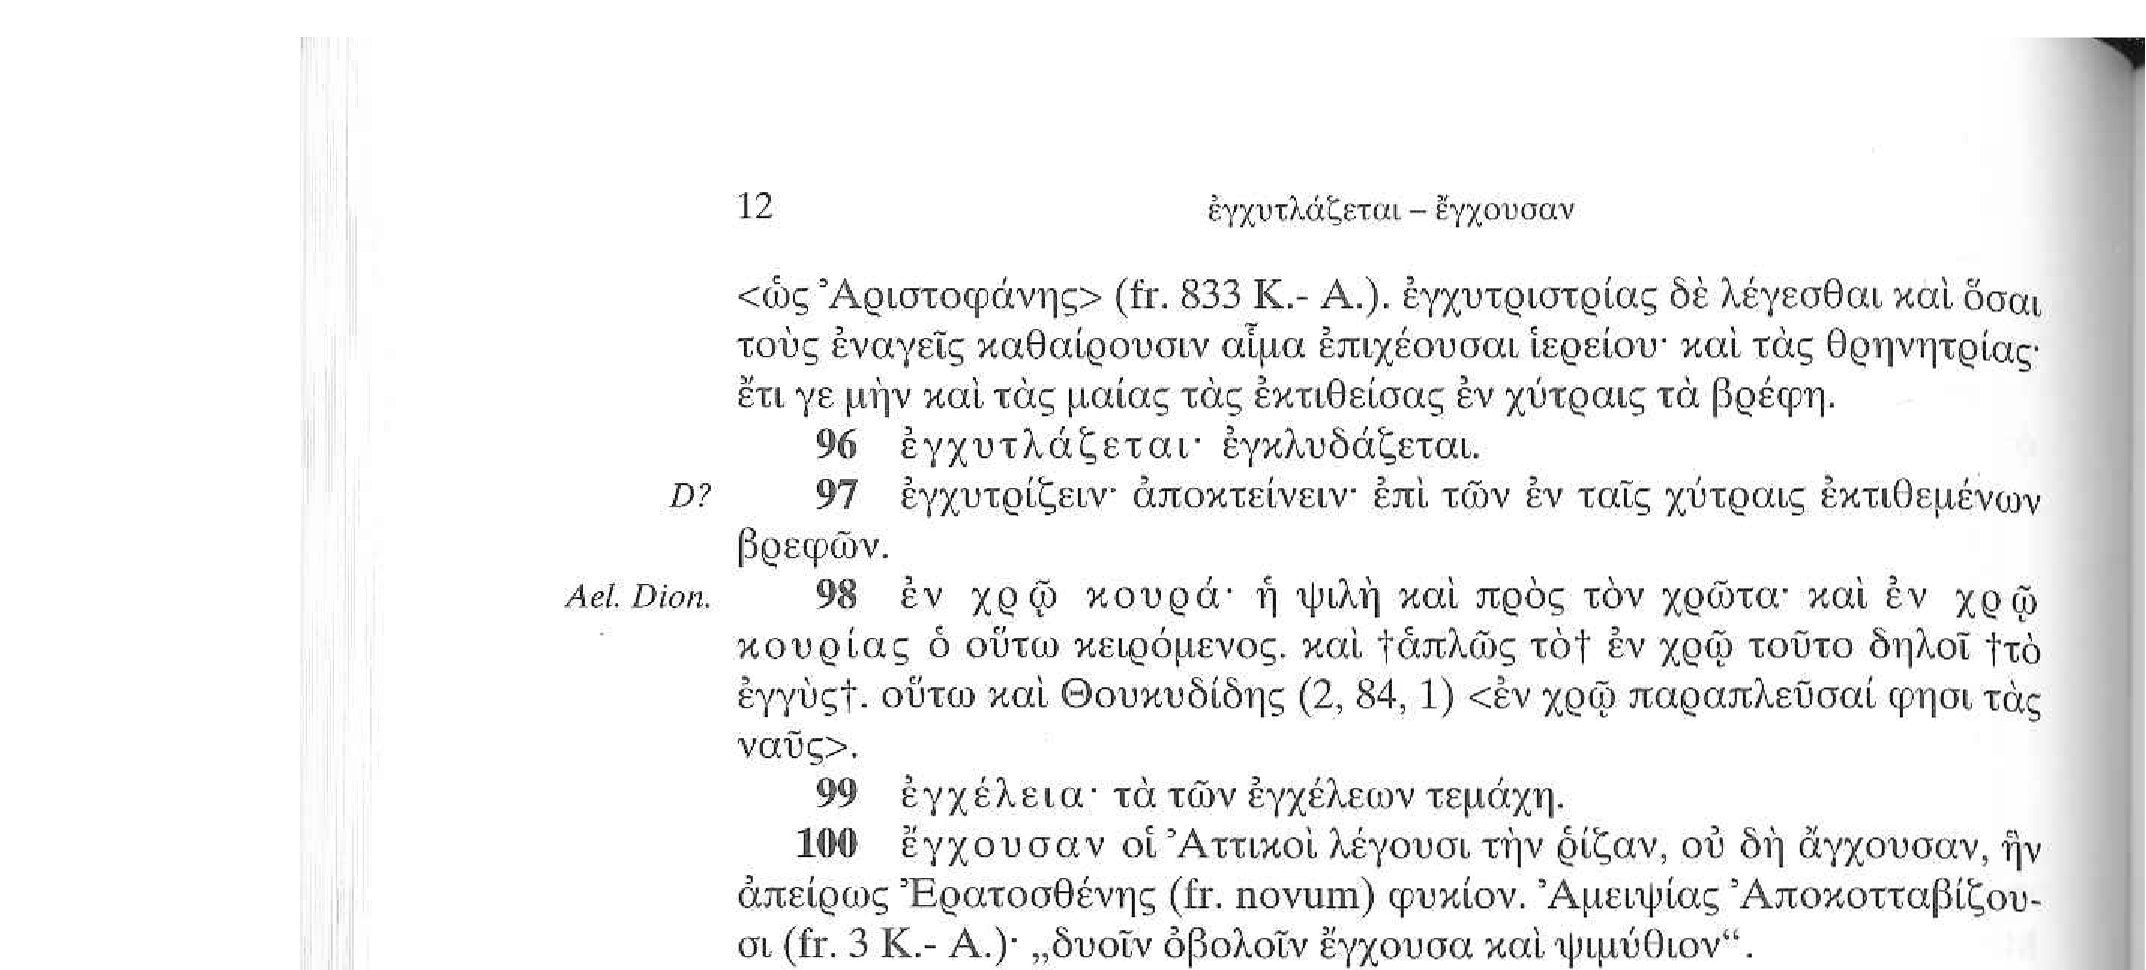 12 ἐγχυτλάζεται – ἔγχουσαν
<ὡς Ἀριστοφάνης> (fr. 833 K.- A.). ἐγχυτριστρίας δὲ λέγεσθαι καὶ ὅσαι
τοὺς ἐναγεῖς καθαίρουσιν αἷμα ἐπιχέουσαι ἱερείου· καὶ τὰς θρηνητρίας·
ἔτι γε μὴν καὶ τὰς μαίας τὰς ἐκτιθείσας ἐν χύτραις τὰ βρέφη.
96 ἐγχυτλάζεται· ἐγκλυδάζεται.
D? 97 ἐγχυτρίζειν· ἀποκτείνειν· ἐπὶ τῶν ἐν ταῖς χύτραις ἐκτιθεμένων
βρεφῶν.
Ael. Dion. 98 ἐν χρῷ κουρά· ἡ ψιλὴ καὶ πρὸς τὸν χρῶτα· καὶ ἐν χρῷ
κουρίας ὁ οὕτω κειρόμενος. καὶ †ἁπλῶς τὸ† ἐν χρῷ τοῦτο δηλοῖ †τὸ
ἐγγὺς†. οὕτω καὶ Θουκυδίδης (2, 84, 1) <ἐν χρῷ παραπλεῦσαί φησι τὰς
ναῦς>.
99 ἐγχέλεια· τὰ τῶν ἐγχέλεων τεμάχη.
100 ἔγχουσαν οἱ Ἀττικοὶ λέγουσι τὴν ῥίζαν, οὐ δὴ ἄγχουσαν, ἣν
ἀπείρως Ἐρατοσθένης (fr. novum) φυκίον. Ἀμειψίας Ἀποκοτταβίζου-
σι (fr. 3 K.- A.)· „δυοῖν ὀβολοῖν ἔγχουσα καὶ ψιμύθιον“.